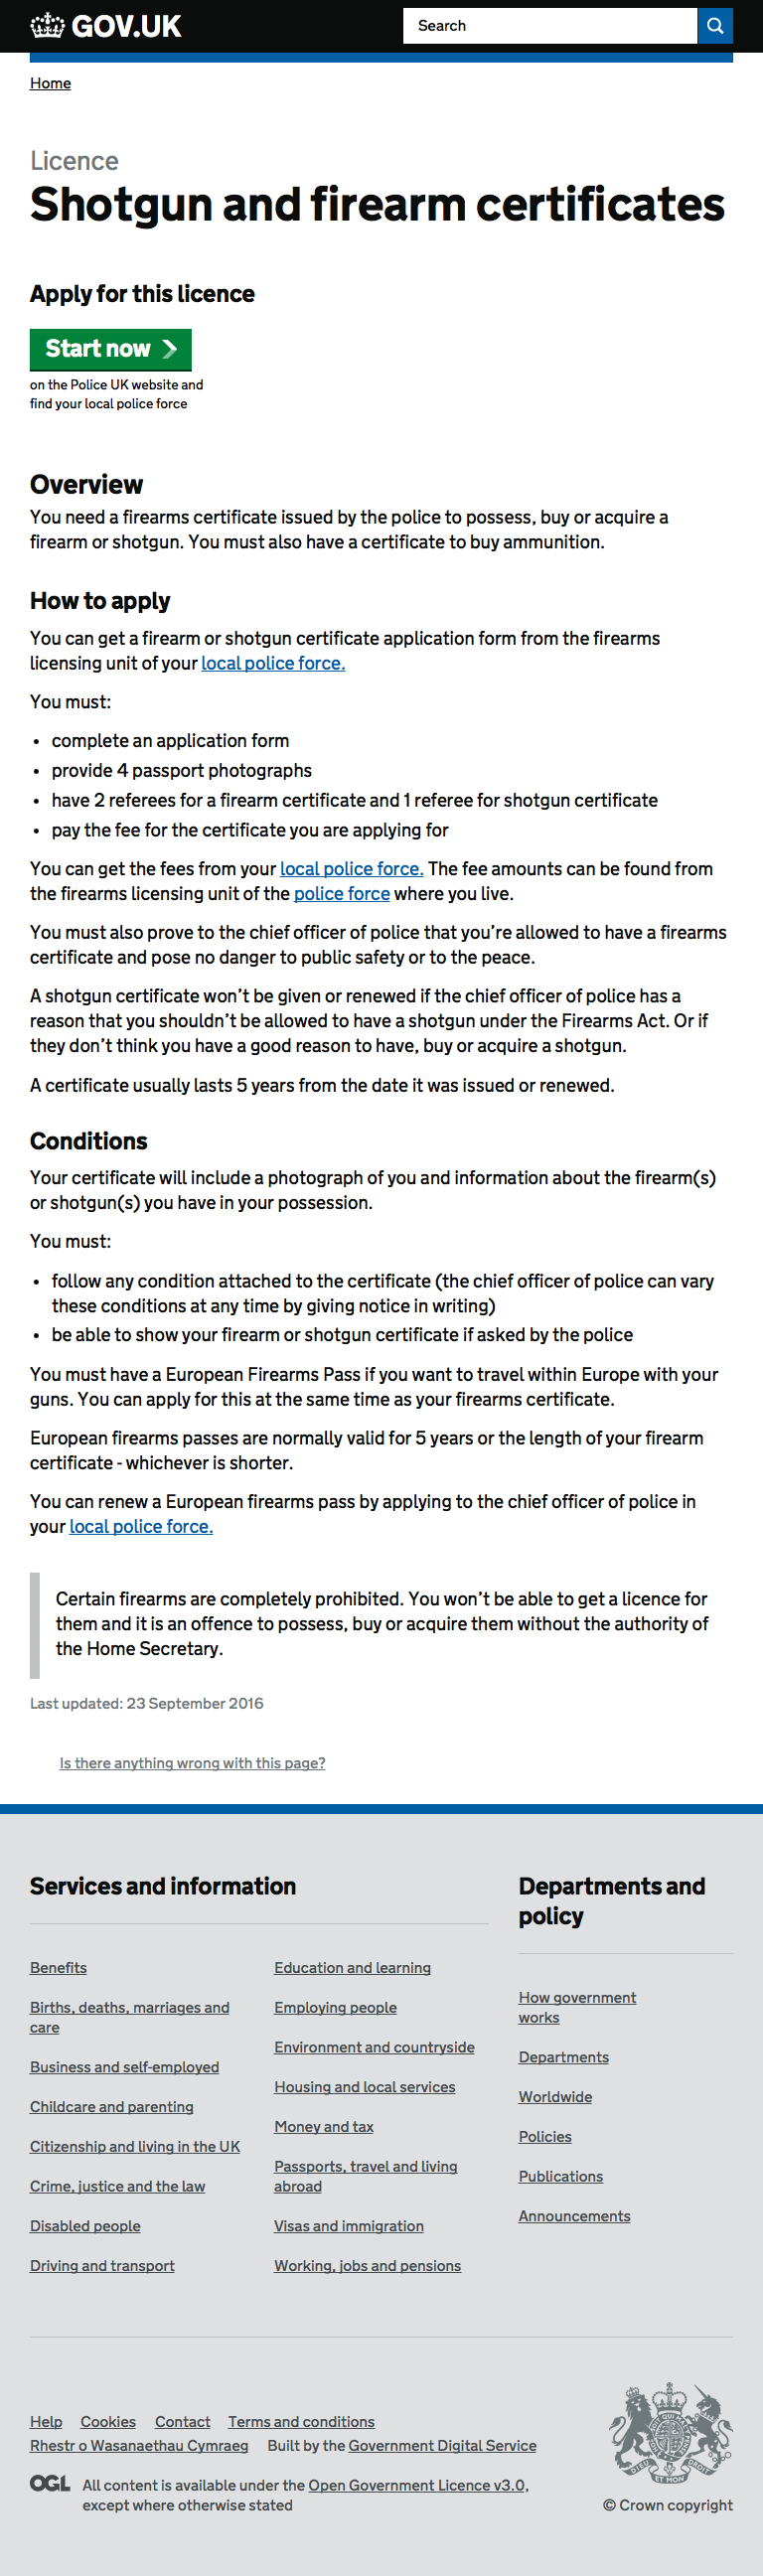 GOV.UK
Search
Home
Licence
Shotgun and firearm certificates
Apply for this licence
Start now
on the Police UK website and
find your local police force
Overview
You need a firearms certificate issued by the police to possess, buy or acquire a
firearm or shotgun. You must also have a certificate to buy ammunition.
How to apply
You can get a firearm or shotgun certificate application form from the firearms
licensing unit of your local police force.
You must:
• complete an application form
• provide 4 passport photographs
• have 2 referees for a firearm certificate and 1 referee for shotgun certificate
• pay the fee for the certificate you are applying for
You can get the fees from your local police force. The fee amounts can be found from
the firearms licensing unit of the police force where you live.
You must also prove to the chief officer of police that you’re allowed to have a firearms
certificate and pose no danger to public safety or to the peace.
A shotgun certificate won’t be given or renewed if the chief officer of police has a
reason that you shouldn’t be allowed to have a shotgun under the Firearms Act. Or if
they don’t think you have a good reason to have, buy or acquire a shotgun.
A certificate usually lasts 5 years from the date it was issued or renewed.
Conditions
Your certificate will include a photograph of you and information about the firearm(s)
or shotgun(s) you have in your possession.
You must:
• follow any condition attached to the certificate (the chief officer of police can vary
these conditions at any time by giving notice in writing)
• be able to show your firearm or shotgun certificate if asked by the police
You must have a European Firearms Pass if you want to travel within Europe with your
guns. You can apply for this at the same time as your firearms certificate.
European firearms passes are normally valid for 5 years or the length of your firearm
certificate - whichever is shorter.
You can renew a European firearms pass by applying to the chief officer of police in
your local police force.
Certain firearms are completely prohibited. You won’t be able to get a licence for
them and it is an offence to possess, buy or acquire them without the authority of
the Home Secretary.
Last updated: 23 September 2016
Is there anything wrong with this page?
Services and information
Benefits
Births, deaths, marriages and
care
Business and self-employed
Childcare and parenting
Citizenship and living in the UK
Crime, justice and the law
Disabled people
Driving and transport
Education and learning
Employing people
Environment and countryside
Housing and local services
Money and tax
Passports, travel and living
abroad
Visas and immigration
Working, jobs and pensions
Departments and
policy
How government
works
Departments
Worldwide
Policies
Publications
Announcements
Help Cookies Contact Terms and conditions
Rhestr o Wasanaethau Cymraeg Built by the Government Digital Service
OGL All content is available under the Open Government Licence v3.0,
except where otherwise stated
DIEU ET MON
© Crown copyright